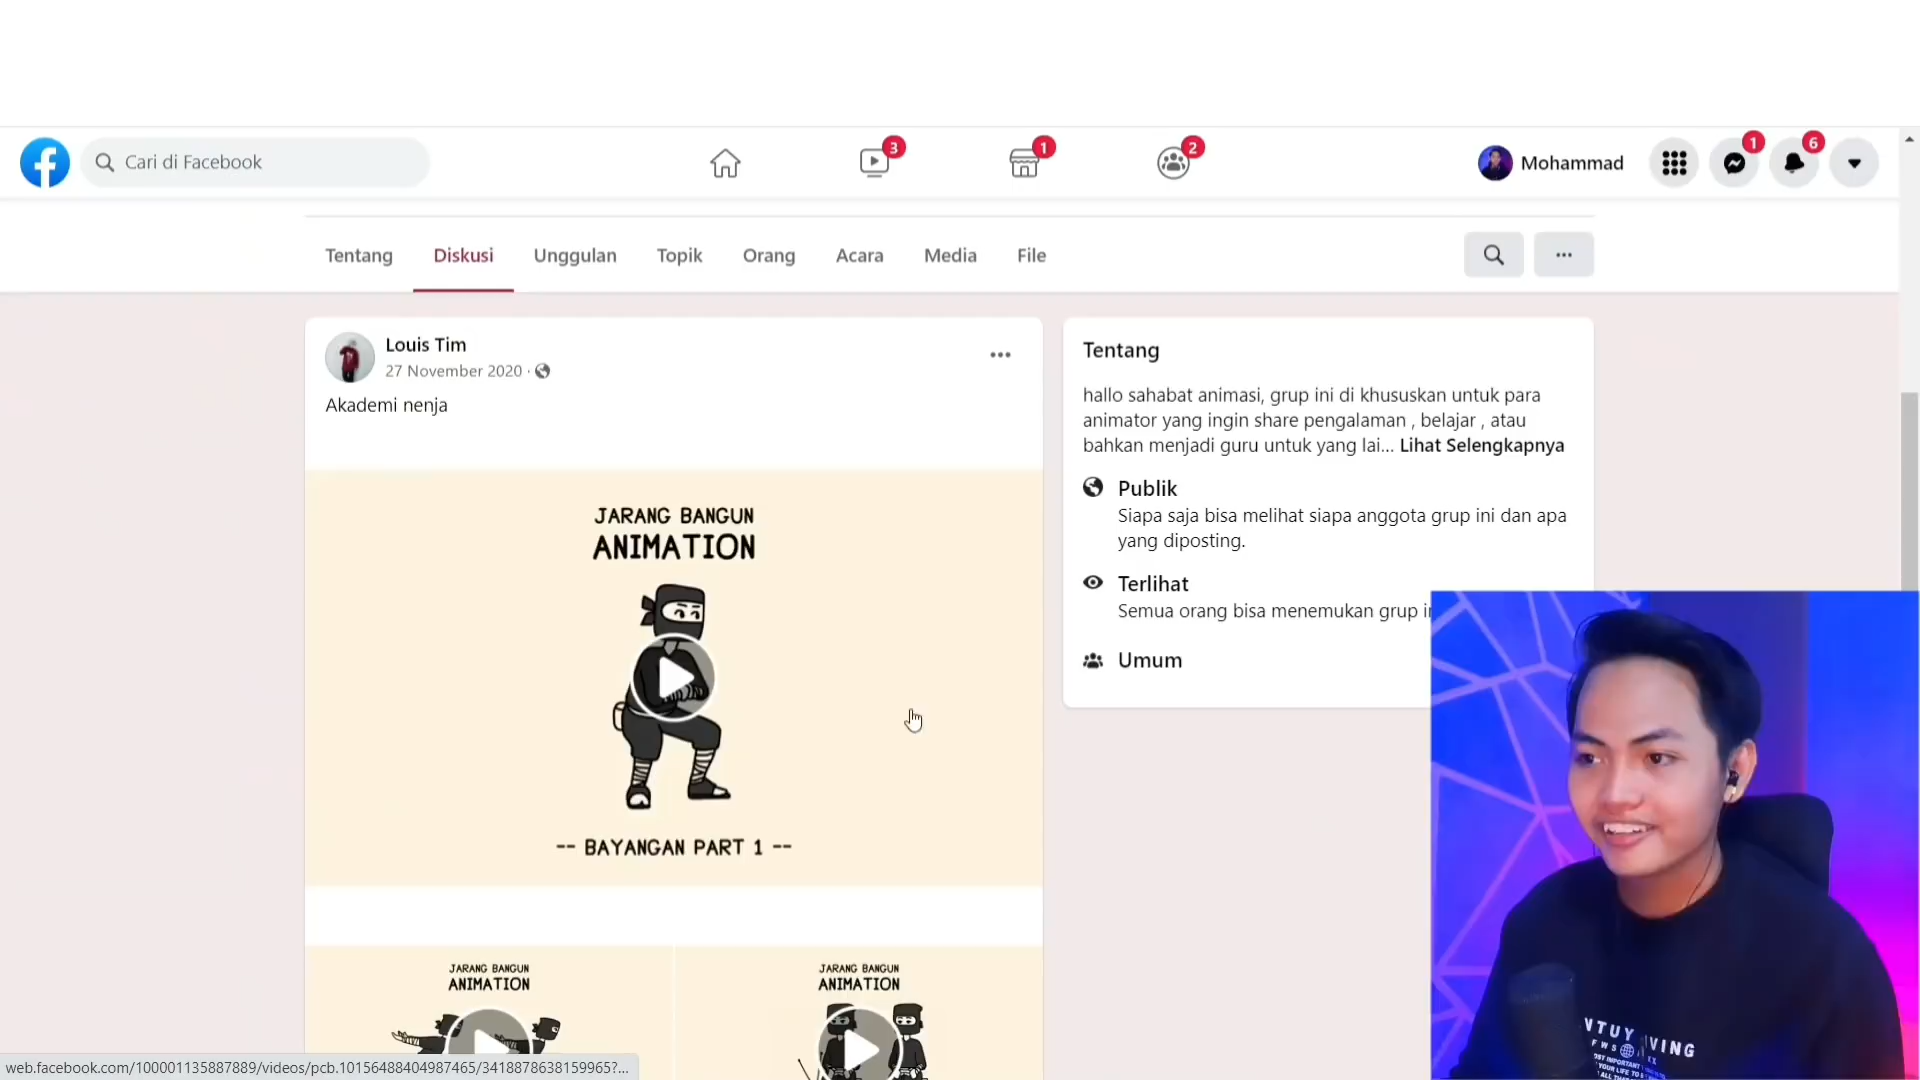 Cari di Facebook
3
1
2
Mohammad
1
6
Tentang
Diskusi
Unggulan
Topik
Orang
Acara
Media
File
Louis Tim
27 November 2020 ·
Akademi nenja
JARANG BANGUN
ANIMATION
-- BAYANGAN PART 1 --
JARANG BANGUN
ANIMATION
JARANG BANGUN
ANIMATION
Tentang
hallo sahabat animasi, grup ini di khususkan untuk para
animator yang ingin share pengalaman , belajar , atau
bahkan menjadi guru untuk yang lai... Lihat Selengkapnya
Publik
Siapa saja bisa melihat siapa anggota grup ini dan apa
yang diposting.
Terlihat
Semua orang bisa menemukan grup
Umum
web.facebook.com/100001135887889/videos/pcb.10156488404987465/3418878638159965?...